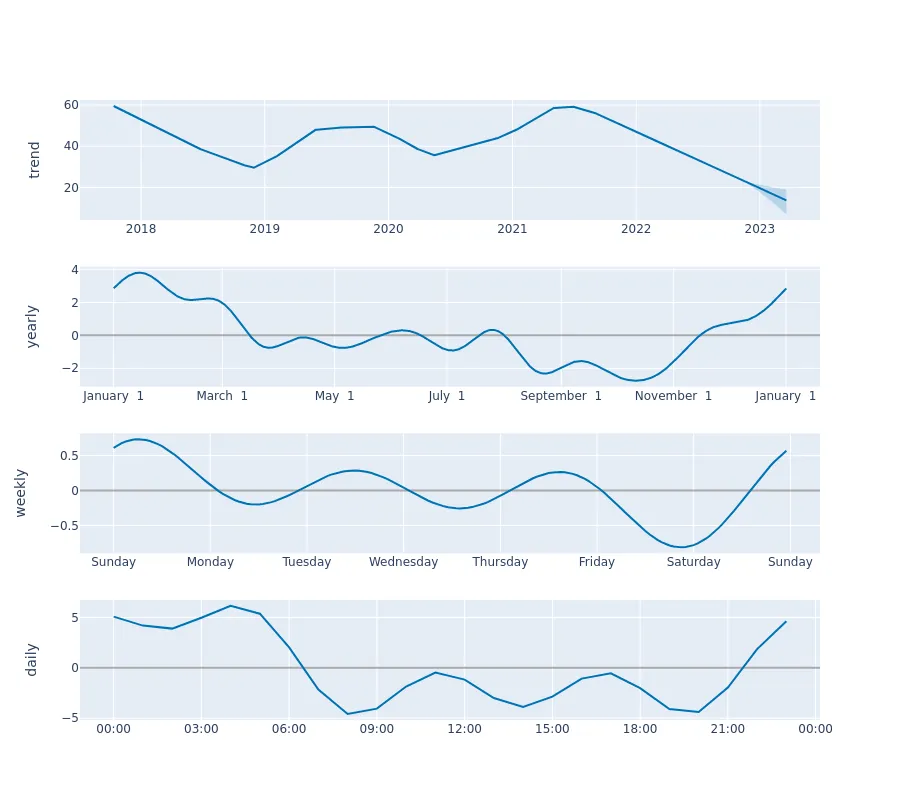 trend
60
40
20
2018 2019 2020 2021 2022 2023
yearly
4
2
0
−2
January 1 March 1 May 1 July 1 September 1 November 1 January 1
weekly
0.5
0
−0.5
Sunday Monday Tuesday Wednesday Thursday Friday Saturday Sunday
daily
5
0
−5
00:00 03:00 06:00 09:00 12:00 15:00 18:00 21:00 00:00